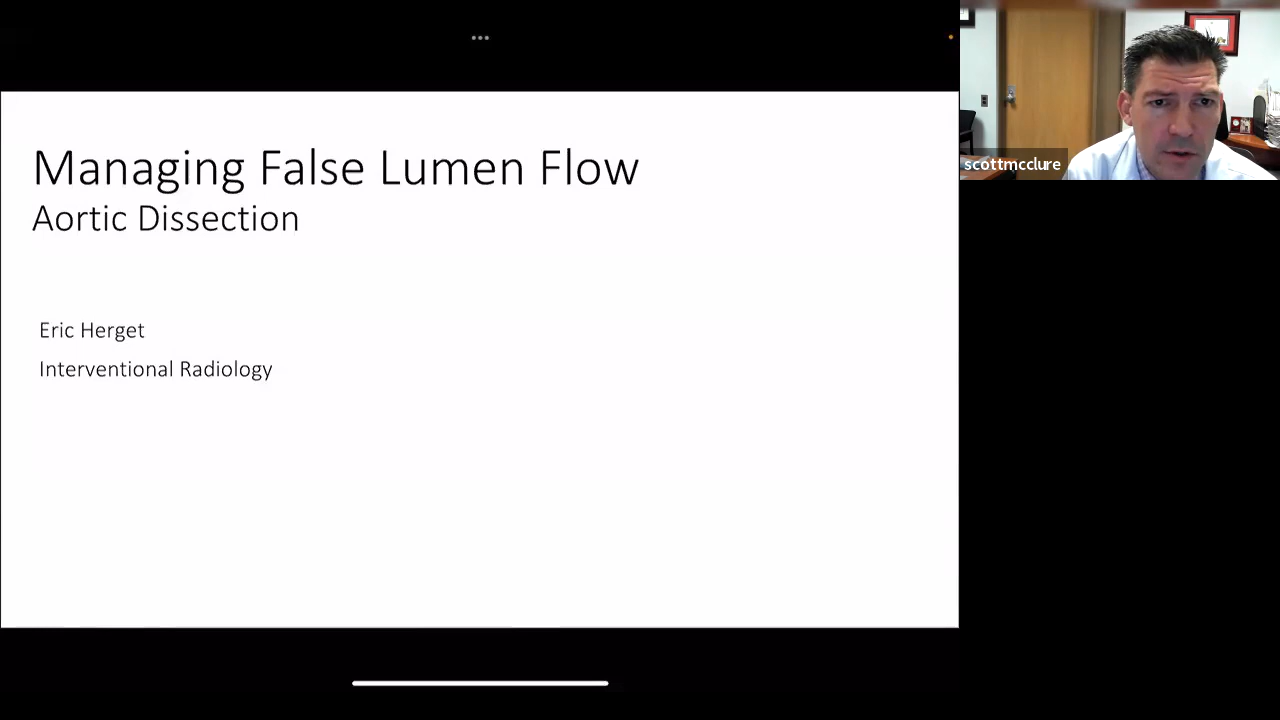 Managing False Lumen Flow
Aortic Dissection
Eric Herget
Interventional Radiology
scottmcclure